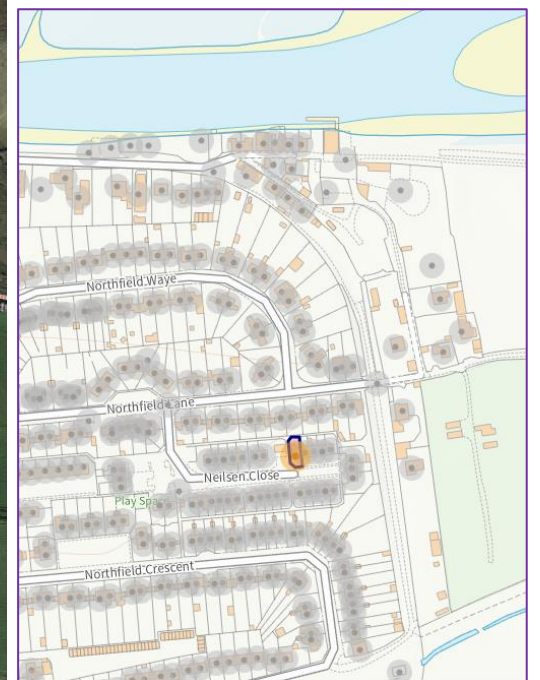 Northfield Waye
Northfield Lane
Neilsen Close
Play Spa
Northfield Crescent